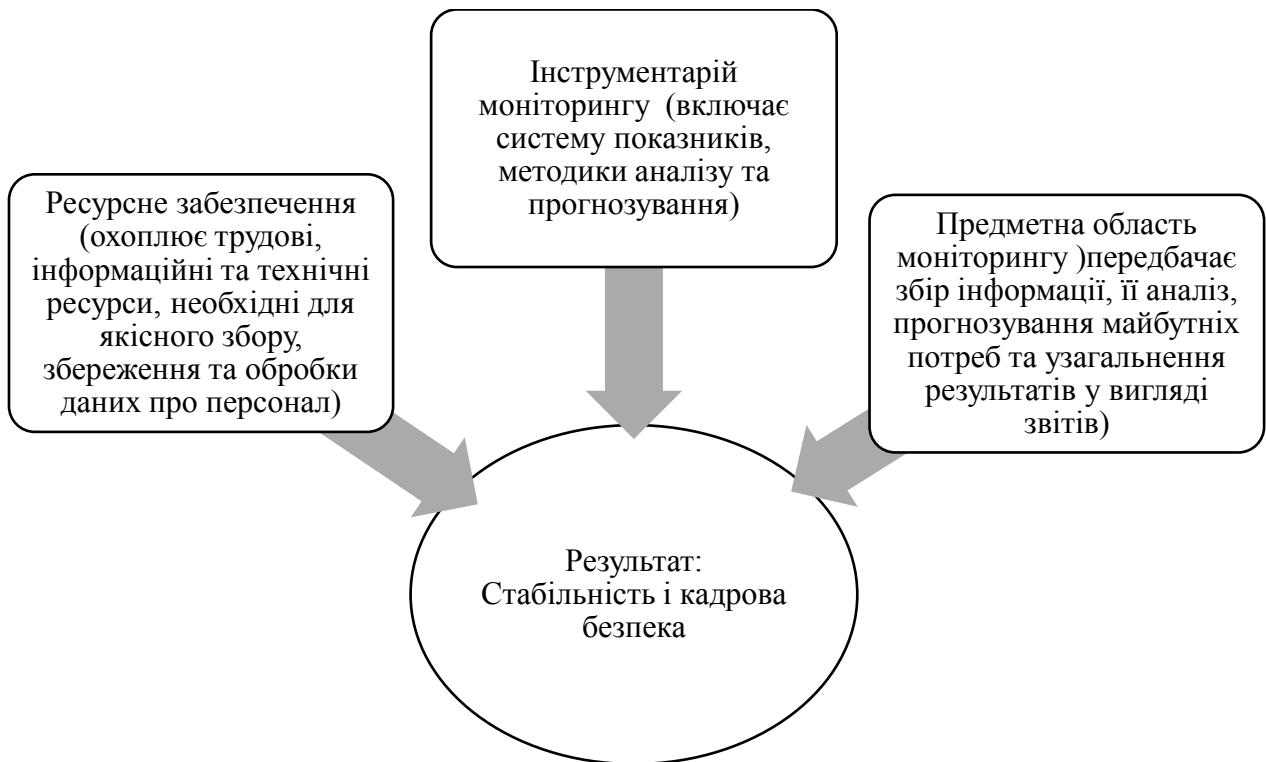 Інструментарій
моніторингу (включає
систему показників,
методики аналізу та
прогнозування)
Ресурсне забезпечення
(охоплює трудові,
інформаційні та технічні
ресурси, необхідні для
якісного збору,
збереження та обробки
даних про персонал)
Предметна область
моніторингу )передбачає
збір інформації, її аналіз,
прогнозування майбутніх
потреб та узагальнення
результатів у вигляді
звітів)
Результат:
Стабільність і кадрова
безпека